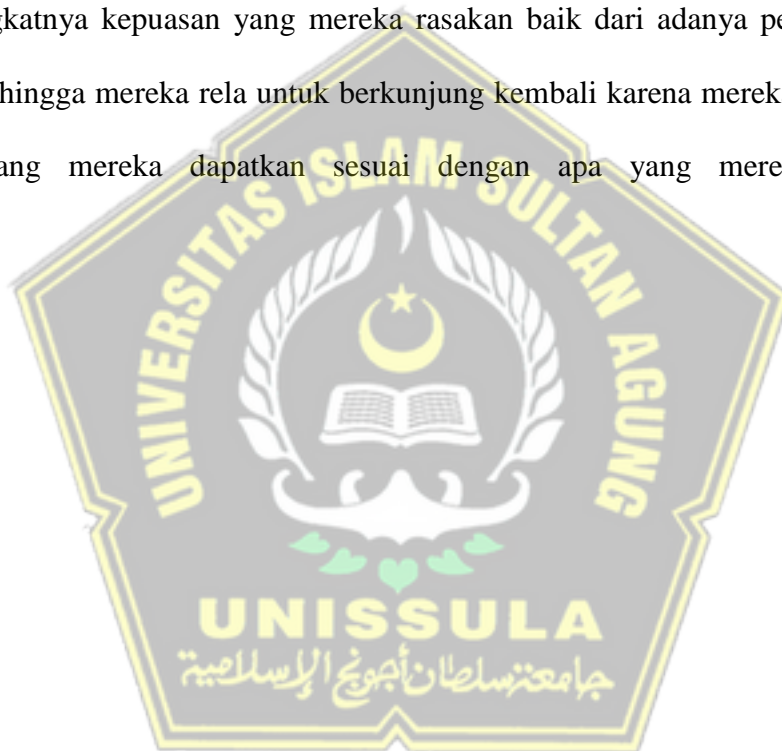 gkatnya kepuasan yang mereka rasakan baik dari adanya pe
hingga mereka rela untuk berkunjung kembali karena merek
ang mereka dapatkan sesuai dengan apa yang mere
UNIVERSITAS ISLAM SULTAN AGUNG
UNISSULA
جامعة سلطان أجونج الإسلامية